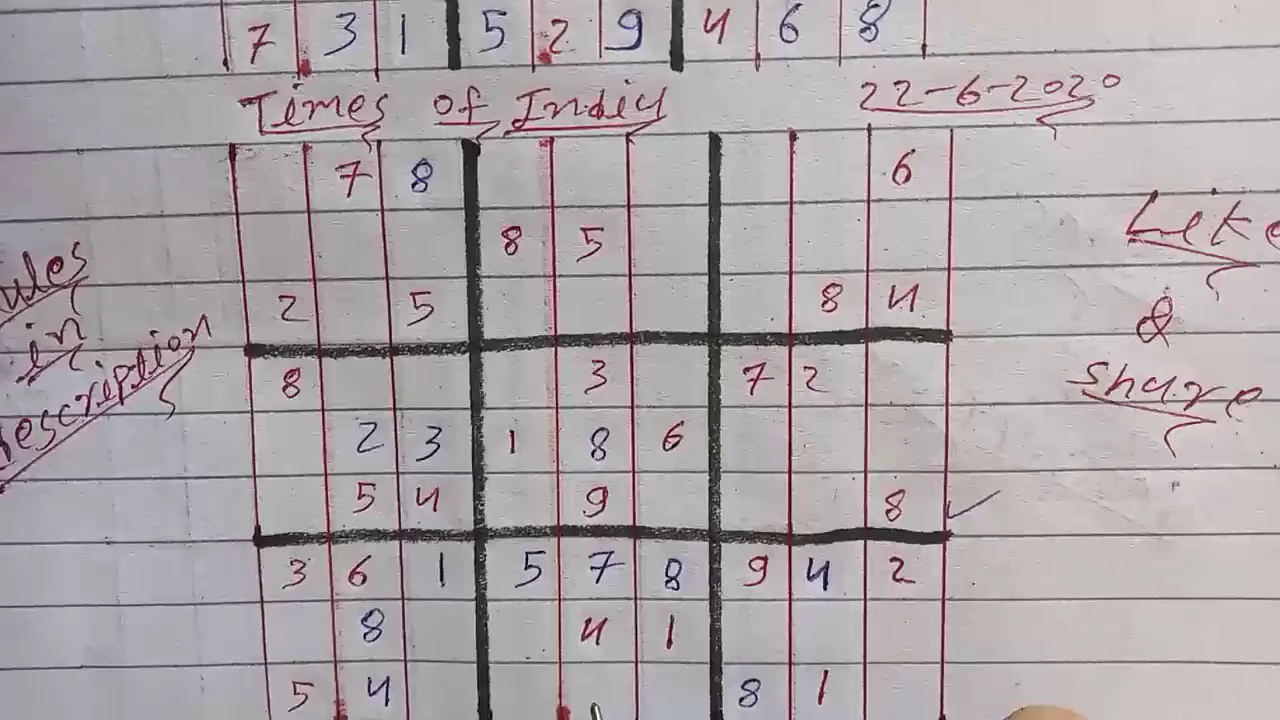 7 3 1 5 2 9 4 6 8
Times of India 22-6-2020
7 8 6
8 5
2 5 8 4
8 3 7 2
2 3 1 8 6
5 4 9 8 ✓
3 6 1 5 7 8 9 4 2
8 4 1
5 4 8 1
in
Like
&
Share